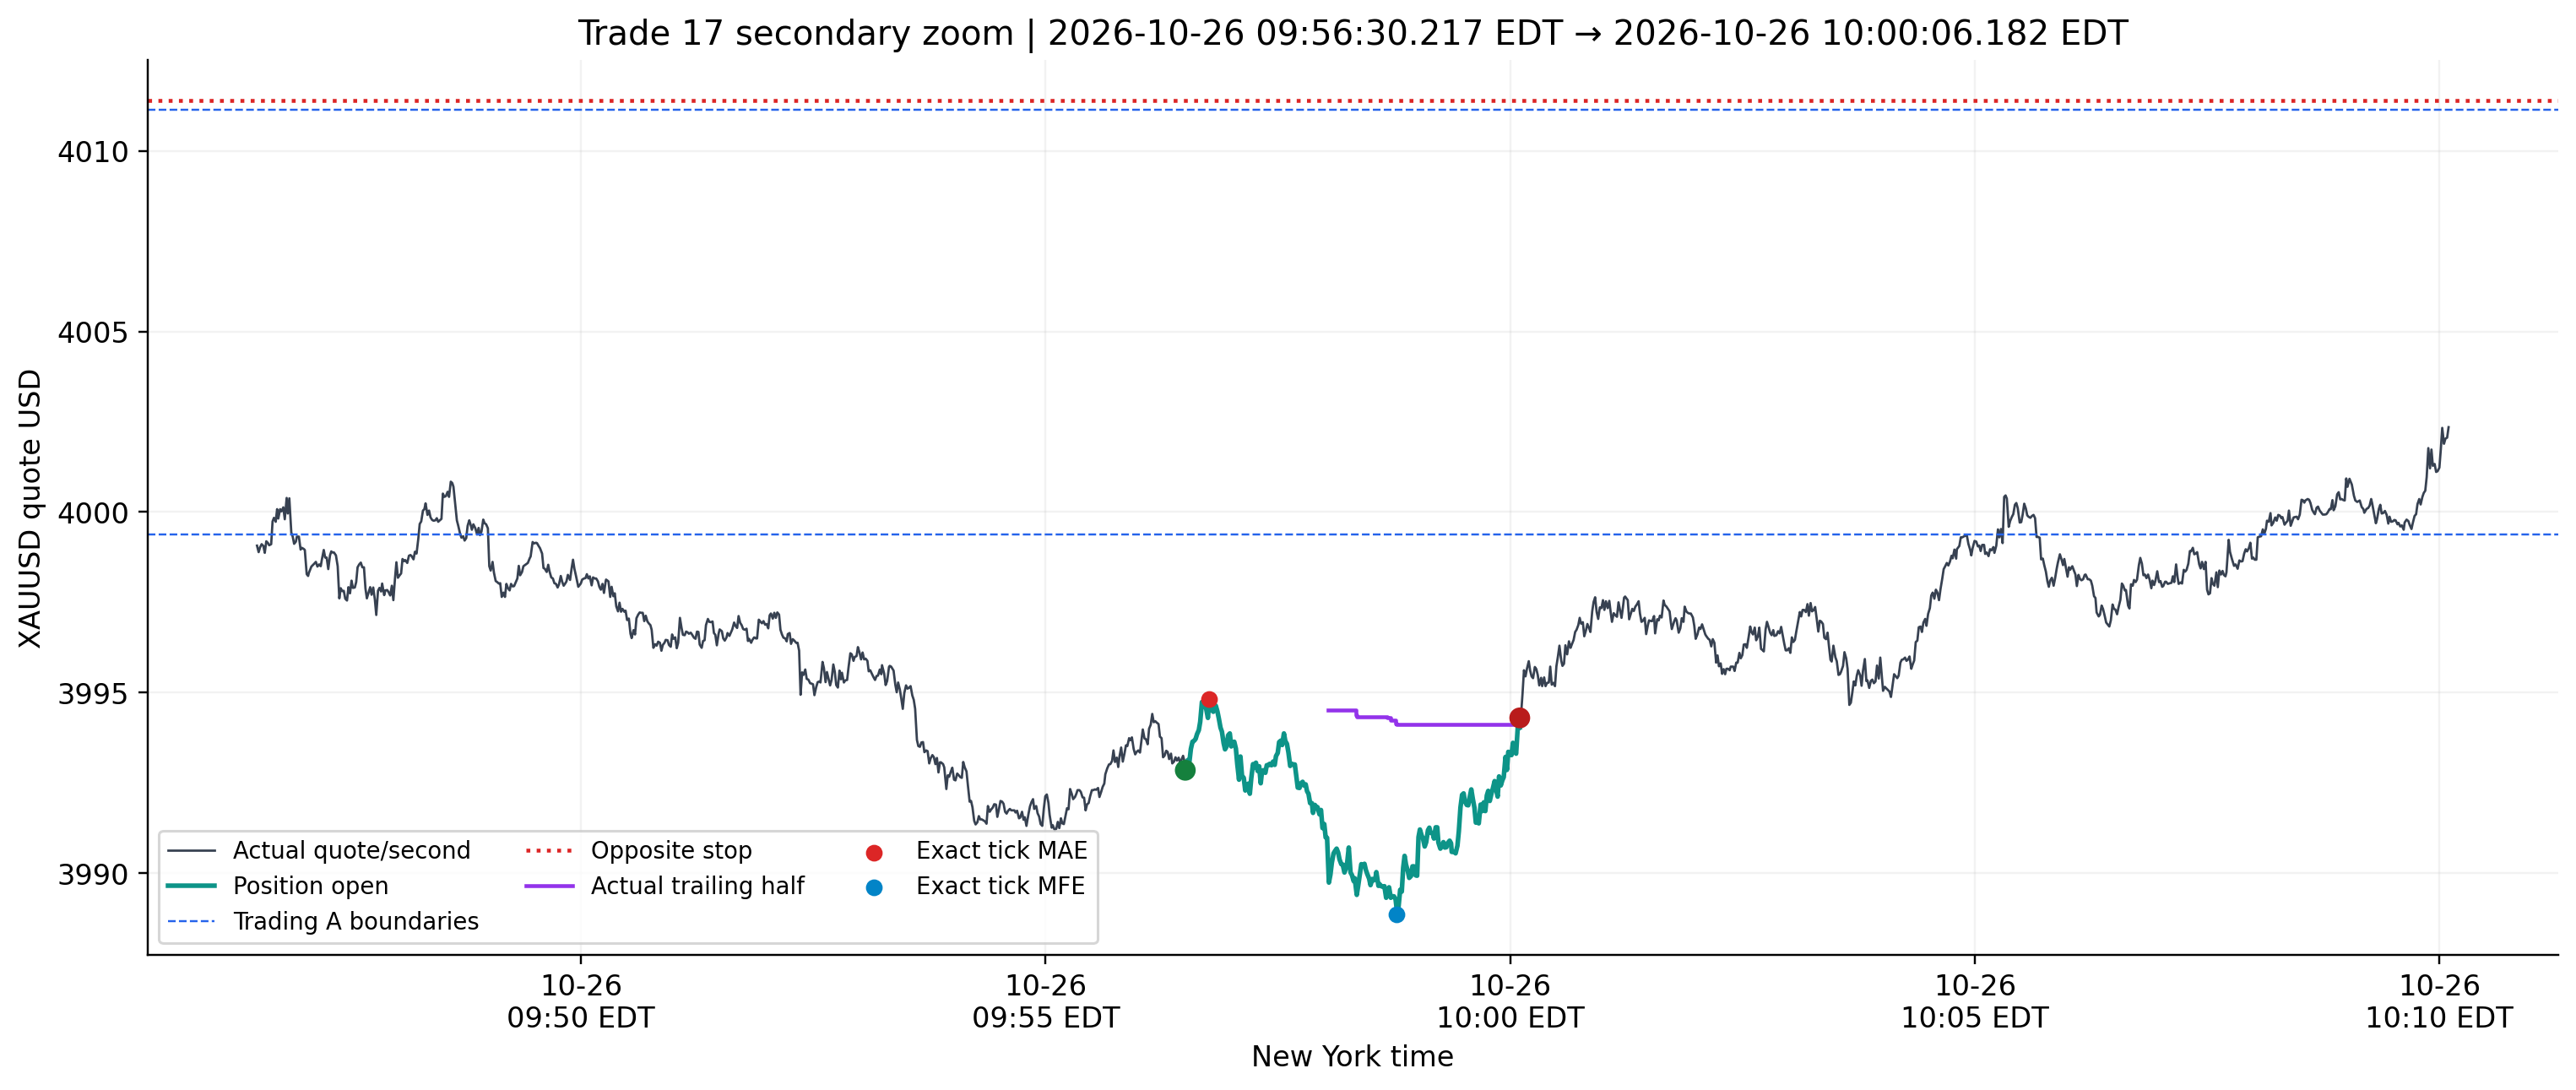 Trade 17 secondary zoom | 2026-10-26 09:56:30.217 EDT → 2026-10-26 10:00:06.182 EDT
XAUUSD quote USD
4010
4005
4000
3995
3990
Actual quote/second
Position open
Trading A boundaries
Opposite stop
Actual trailing half
Exact tick MAE
Exact tick MFE
10-26
09:50 EDT
10-26
09:55 EDT
10-26
10:00 EDT
10-26
10:05 EDT
10-26
10:10 EDT
New York time